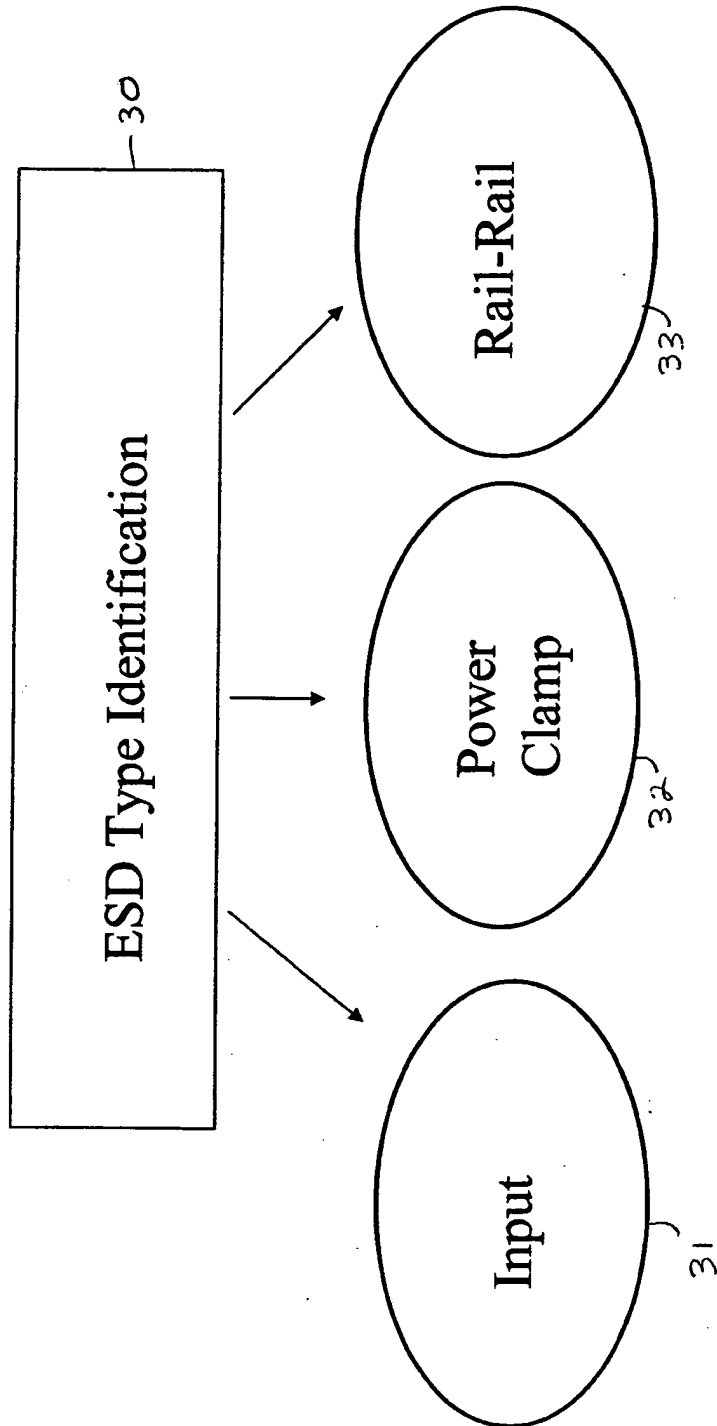 30
ESD Type Identification
Input
31
Power
Clamp
32
Rail-Rail
33